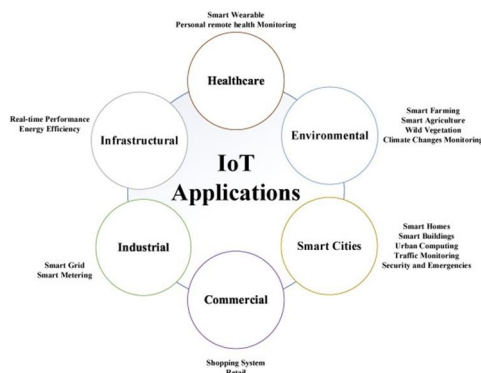 Smart Wearable
Personal remote health Monitoring
Healthcare
Real-time Performance
Energy Efficiency
Infrastructural
Environmental
Smart Farming
Smart Agriculture
Wild Vegetation
Climate Changes Monitoring
IoT
Applications
Industrial
Smart Grid
Smart Metering
Smart Cities
Smart Homes
Smart Buildings
Urban Computing
Traffic Monitoring
Security and Emergencies
Commercial
Shopping System
Retail